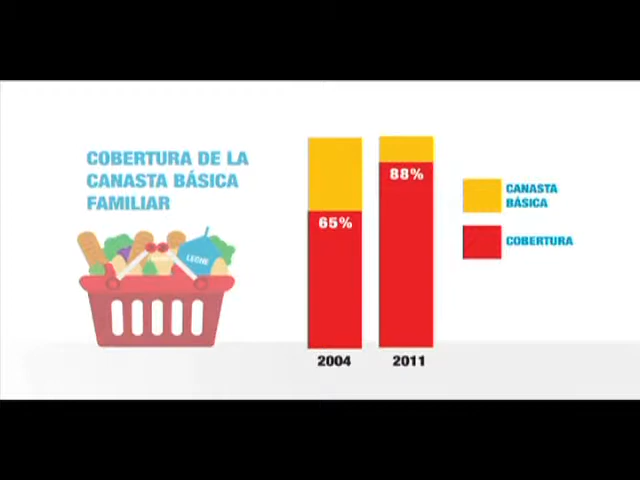 COBERTURA DE LA
CANASTA BÁSICA
FAMILIAR
LECHE
65%
88%
2004
2011
CANASTA
BÁSICA
COBERTURA